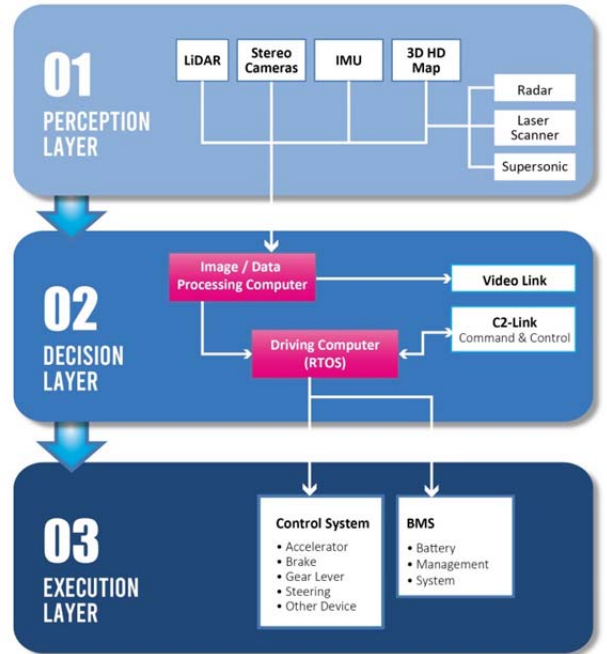 01
PERCEPTION
LAYER
LiDAR
Stereo
Cameras
IMU
3D HD
Map
Radar
Laser
Scanner
Supersonic
02
DECISION
LAYER
Image / Data
Processing Computer
Video Link
Driving Computer
(RTOS)
C2-Link
Command & Control
03
EXECUTION
LAYER
Control System
• Accelerator
• Brake
• Gear Lever
• Steering
• Other Device
BMS
• Battery
• Management
• System